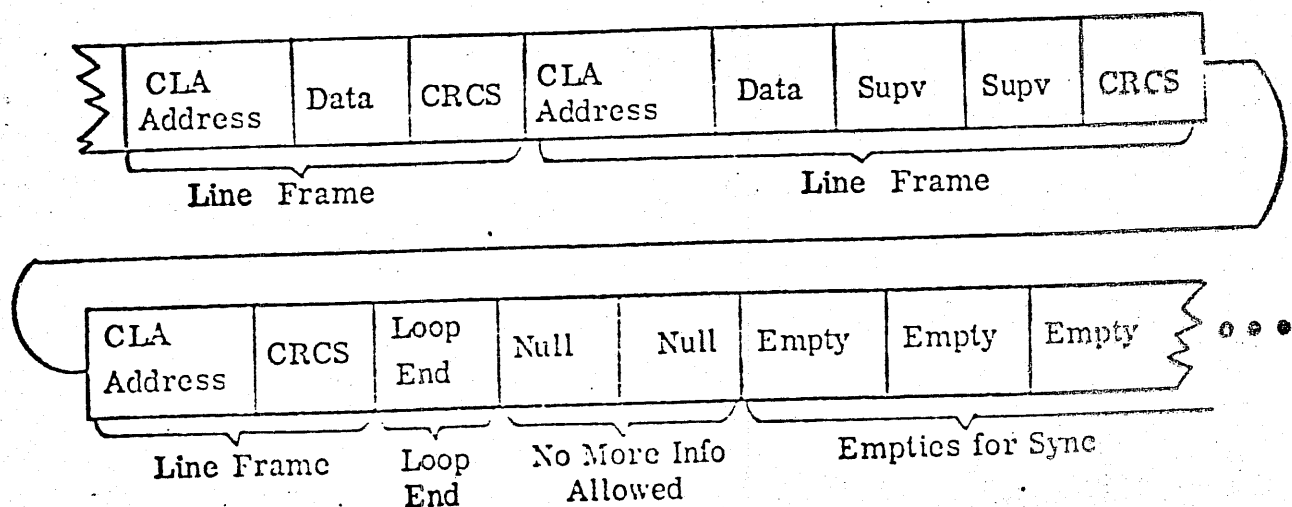 CLA Address
Data
CRCS
CLA Address
Data
Supv
Supv
CRCS
Line Frame
Line Frame
CLA Address
CRCS
Loop End
Null
Null
Empty
Empty
Empty
Line Frame
Loop End
No More Info Allowed
Empties for Sync